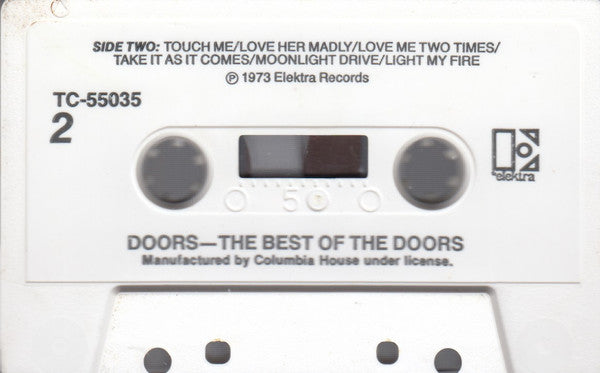 SIDE TWO: TOUCH ME/LOVE HER MADLY/LOVE ME TWO TIMES/
TAKE IT AS IT COMES/MOONLIGHT DRIVE/LIGHT MY FIRE
℗ 1973 Elektra Records
TC-55035
2
elektra
50
DOORS—THE BEST OF THE DOORS
Manufactured by Columbia House under license.